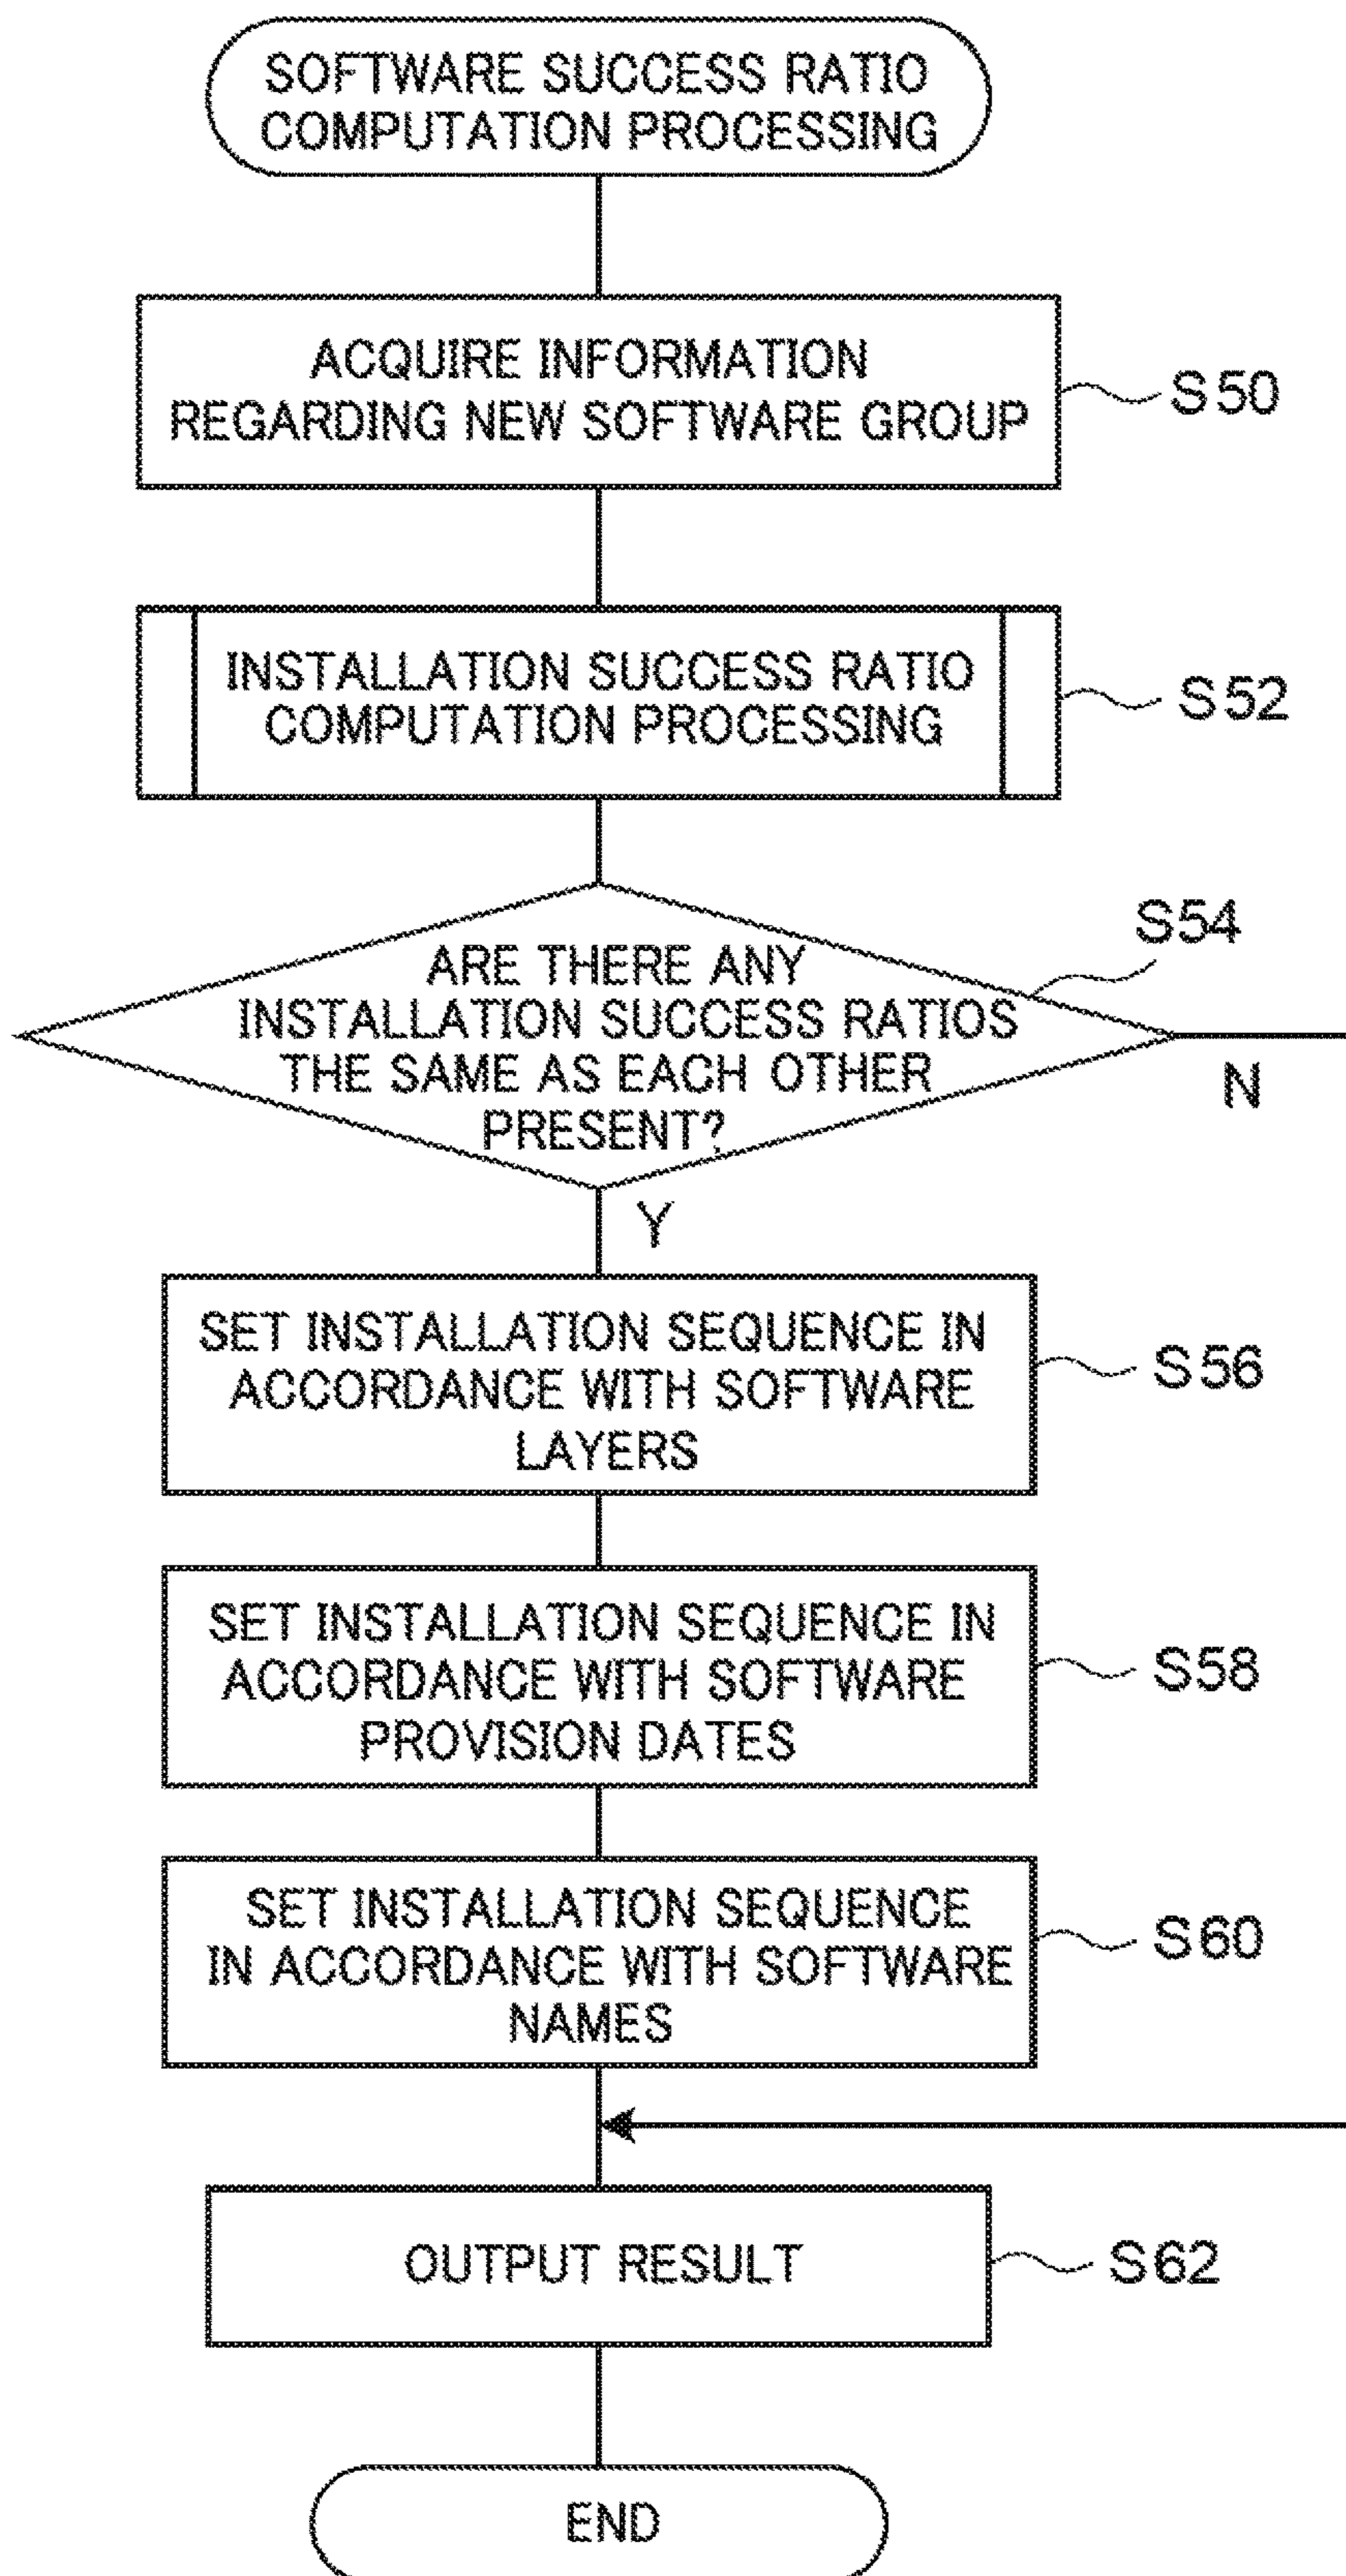 SOFTWARE SUCCESS RATIO
COMPUTATION PROCESSING
ACQUIRE INFORMATION
REGARDING NEW SOFTWARE GROUP
S50
INSTALLATION SUCCESS RATIO
COMPUTATION PROCESSING
S52
S54
ARE THERE ANY
INSTALLATION SUCCESS RATIOS
THE SAME AS EACH OTHER
PRESENT?
N
Y
SET INSTALLATION SEQUENCE IN
ACCORDANCE WITH SOFTWARE
LAYERS
S56
SET INSTALLATION SEQUENCE IN
ACCORDANCE WITH SOFTWARE
PROVISION DATES
S58
SET INSTALLATION SEQUENCE
IN ACCORDANCE WITH SOFTWARE
NAMES
S60
OUTPUT RESULT
S62
END